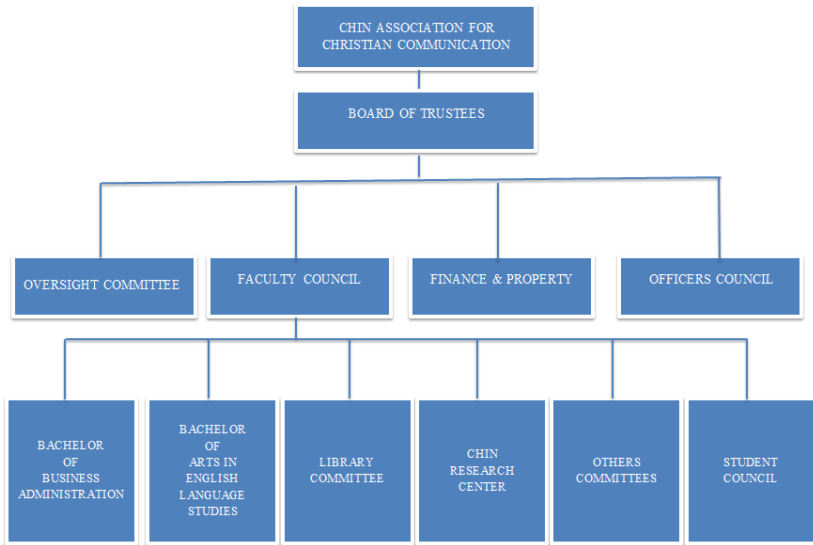 CHIN ASSOCIATION FOR
CHRISTIAN COMMUNICATION
BOARD OF TRUSTEES
OVERSIGHT COMMITTEE
FACULTY COUNCIL
FINANCE & PROPERTY
OFFICERS COUNCIL
BACHELOR
OF
BUSINESS
ADMINISTRATION
BACHELOR
OF
ARTS IN
ENGLISH
LANGUAGE
STUDIES
LIBRARY
COMMITTEE
CHIN
RESEARCH
CENTER
OTHERS
COMMITTEES
STUDENT
COUNCIL